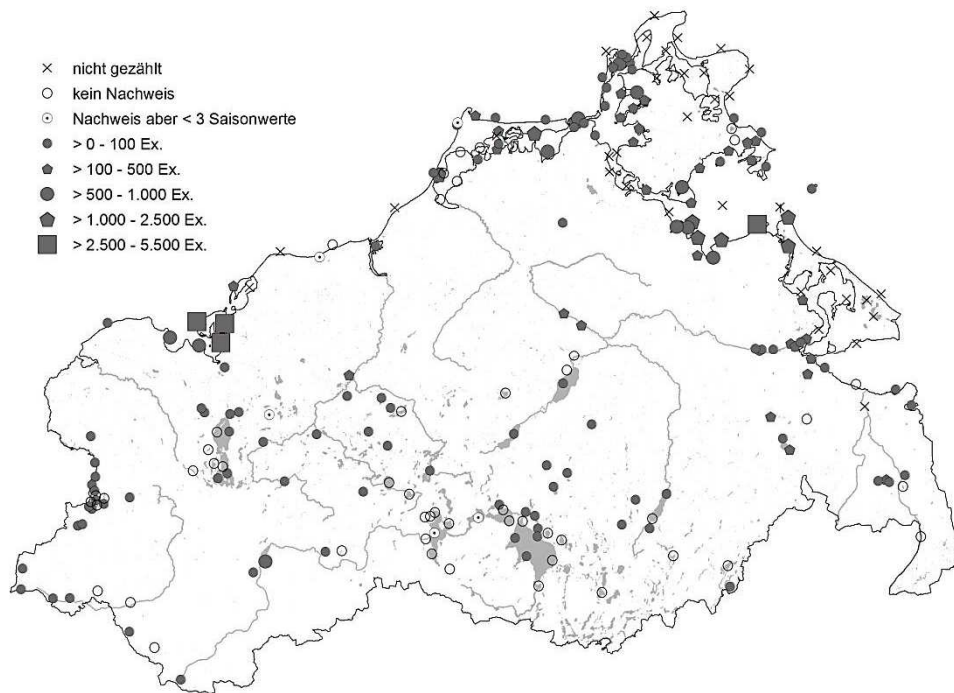 nicht gezählt
kein Nachweis
Nachweis aber < 3 Saisonwerte
> 0 - 100 Ex.
> 100 - 500 Ex.
> 500 - 1.000 Ex.
> 1.000 - 2.500 Ex.
> 2.500 - 5.500 Ex.